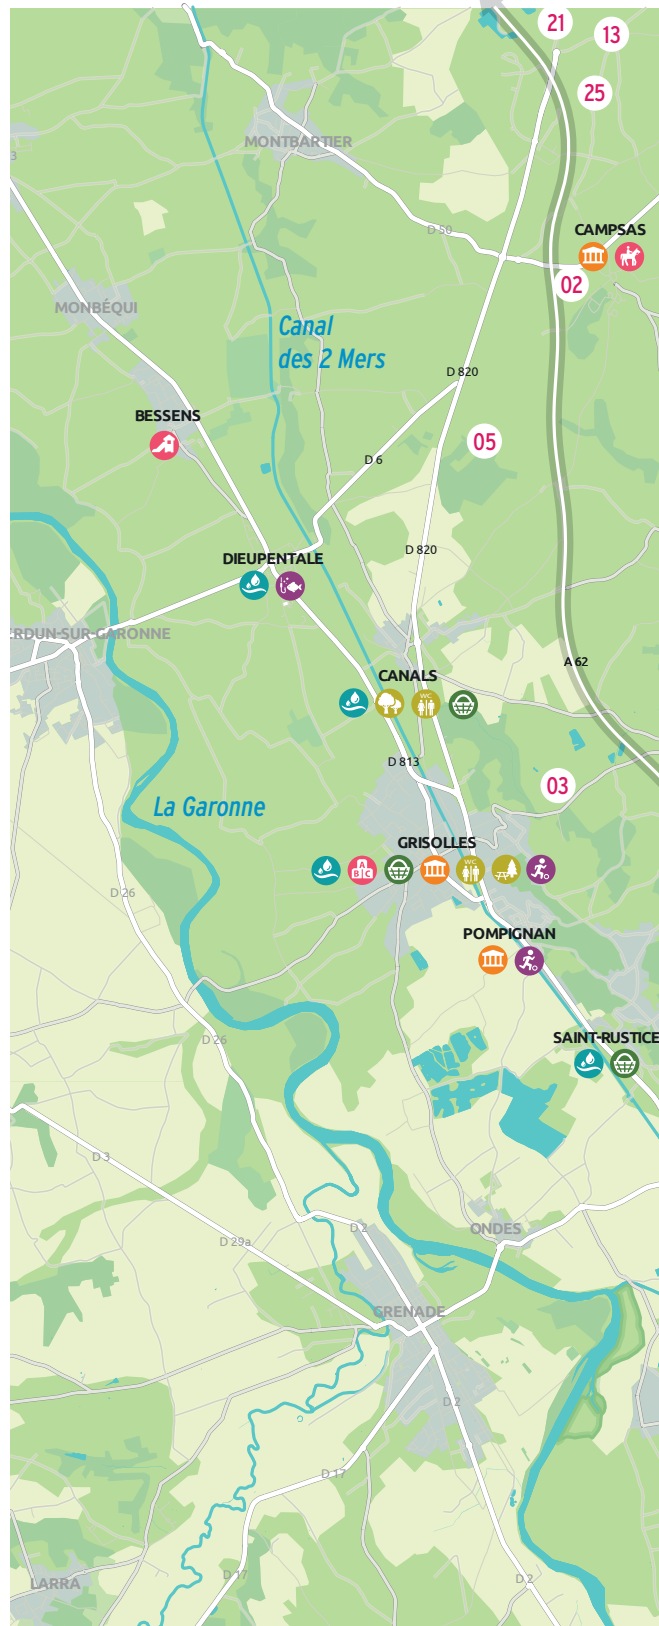 21
13
25
MONTBARTIER
3
D 50
CAMPSAS
02
MONBÉQUI
Canal
des 2 Mers
D 820
BESSENS
05
D 6
D 820
DIEUPENTALE
ERDUN-SUR-GARONNE
A 62
CANALS
WC
D 813
03
La Garonne
GRISOLLES
A
B C
WC
D 26
POMPIGNAN
D 26
SAINT-RUSTICE
D 3
D 2
ONDES
D 29a
GRENADE
D 2
D 17
D 17
D 2
LARRA